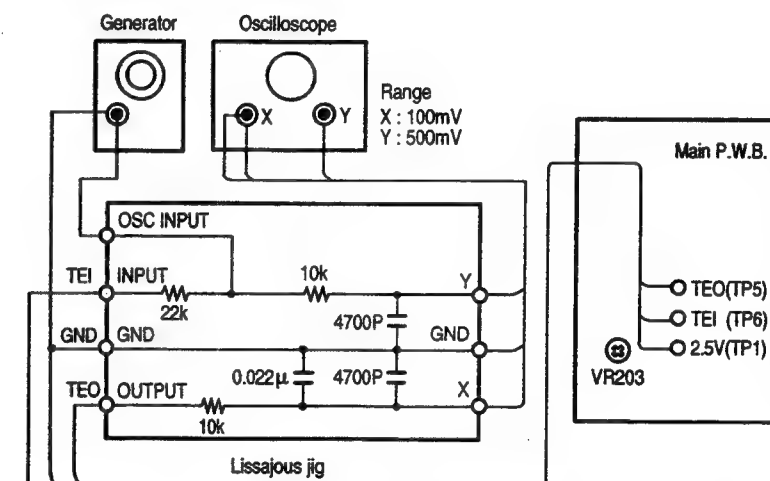 Generator
Oscilloscope
X
Y
Range
X : 100mV
Y : 500mV
Main P.W.B.
OSC INPUT
TEI
INPUT
22k
10k
Y
4700P
GND
GND
GND
0.022μ
4700P
TEO
OUTPUT
10k
X
Lissajous jig
TEO(TP5)
TEI (TP6)
2.5V(TP1)
VR203